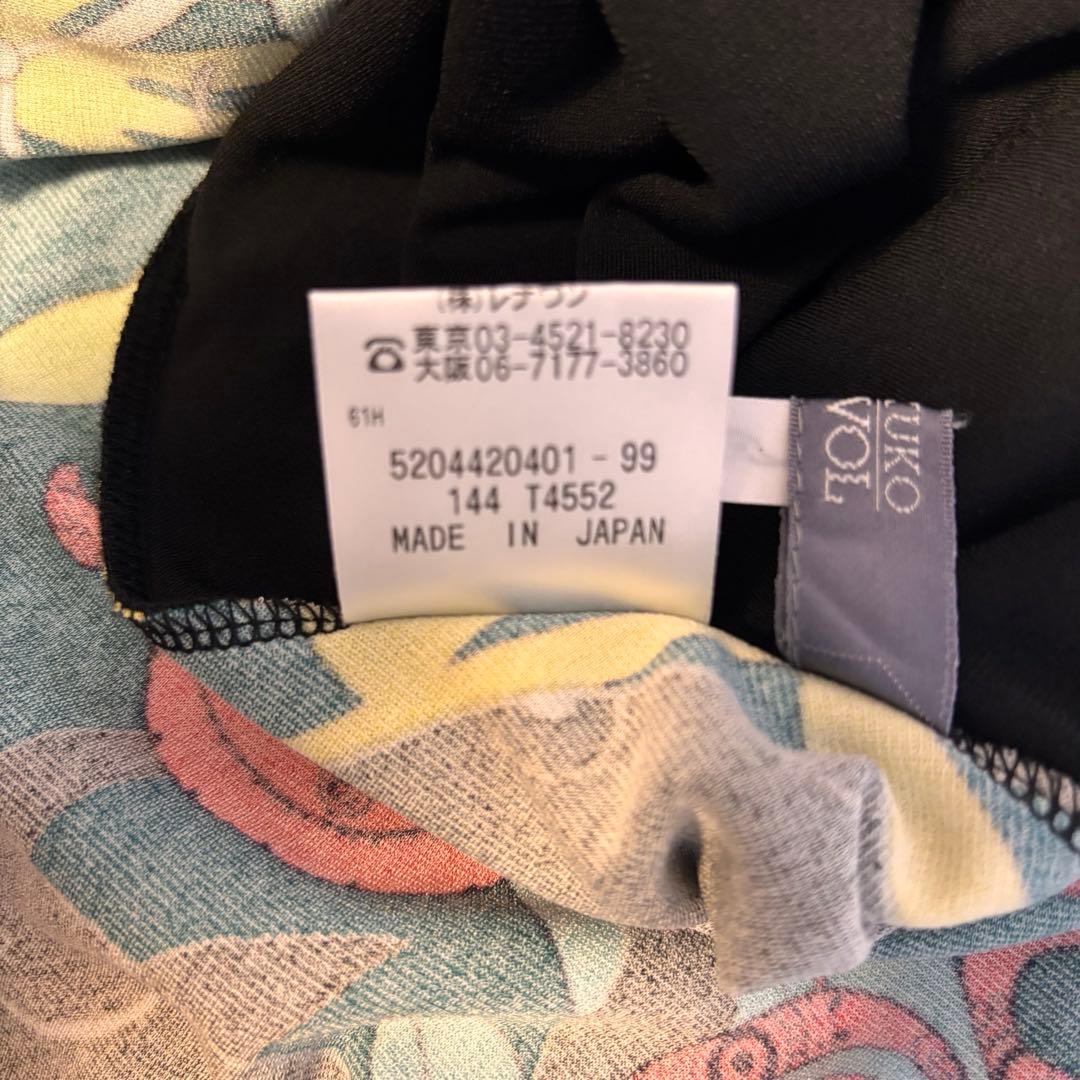 (株)レナウン
☎ 東京03-4521-8230
大阪06-7177-3860
61H
5204420401 - 99
144 T4552
MADE IN JAPAN
VOL